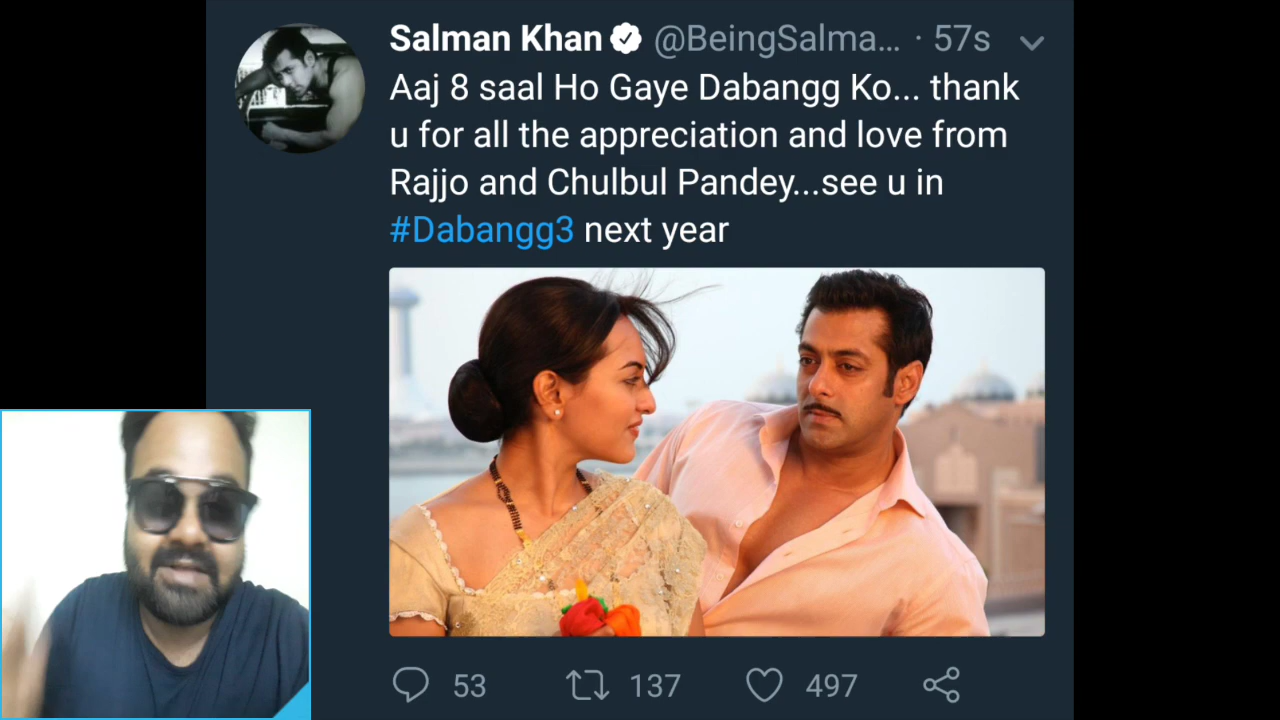 Salman Khan @BeingSalma... · 57s
Aaj 8 saal Ho Gaye Dabangg Ko... thank
u for all the appreciation and love from
Rajjo and Chulbul Pandey...see u in
#Dabangg3 next year
53 137 497